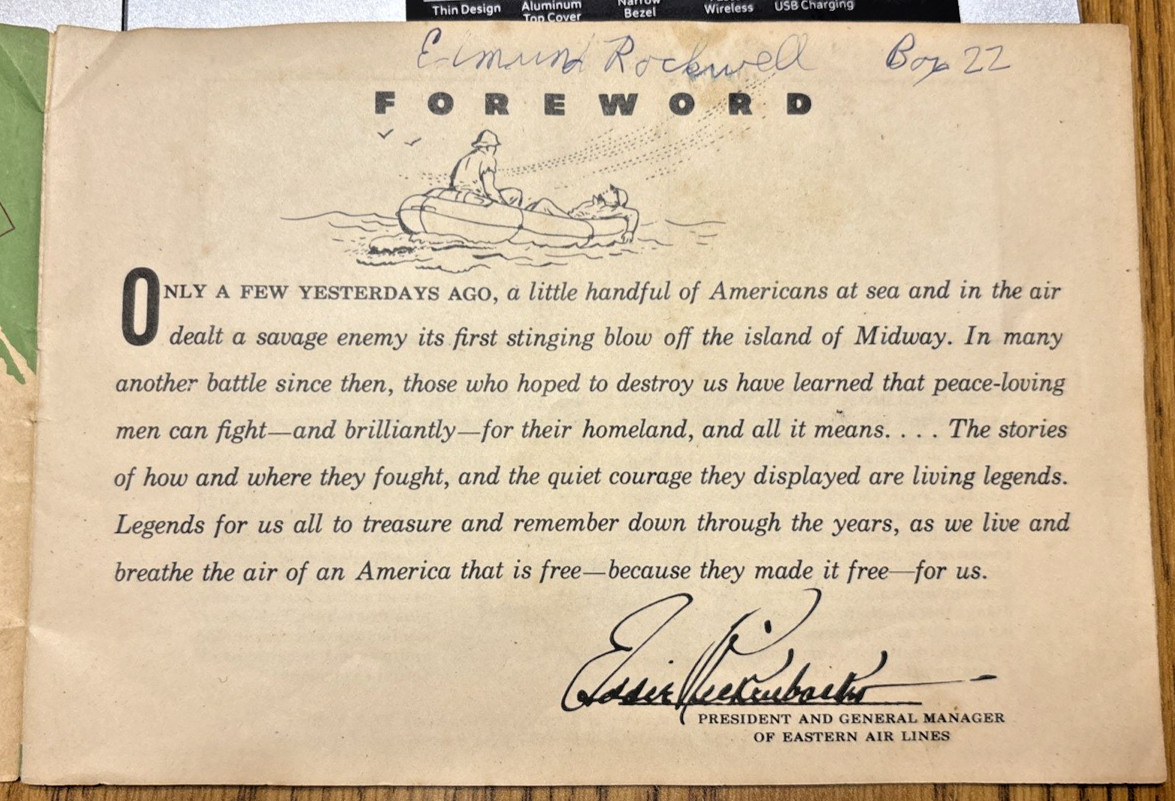 Thin Design Aluminum Top Cover Narrow Bezel Wireless USB Charging
Edmund Rockwell Box 22
FOREWORD
ONLY A FEW YESTERDAYS AGO, a little handful of Americans at sea and in the air
dealt a savage enemy its first stinging blow off the island of Midway. In many
another battle since then, those who hoped to destroy us have learned that peace-loving
men can fight—and brilliantly—for their homeland, and all it means. . . . The stories
of how and where they fought, and the quiet courage they displayed are living legends.
Legends for us all to treasure and remember down through the years, as we live and
breathe the air of an America that is free—because they made it free—for us.
Eddie Rickenbacker
PRESIDENT AND GENERAL MANAGER
OF EASTERN AIR LINES